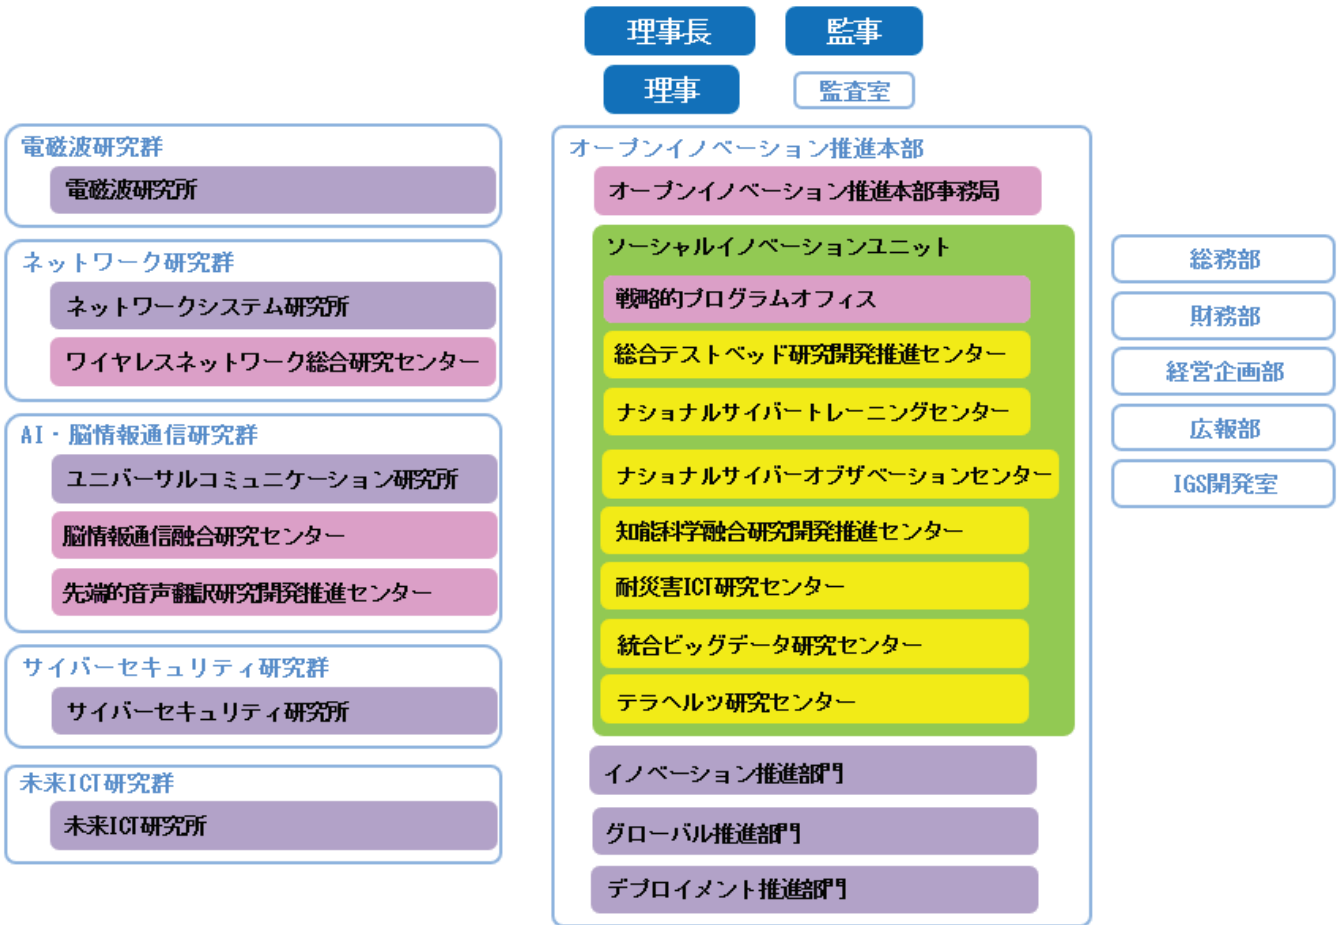 理事長
監事
理事
監査室
電磁波研究群
電磁波研究所
ネットワーク研究群
ネットワークシステム研究所
ワイヤレスネットワーク総合研究センター
AI・脳情報通信研究群
ユニバーサルコミュニケーション研究所
脳情報通信融合研究センター
先端的音声翻訳研究開発推進センター
サイバーセキュリティ研究群
サイバーセキュリティ研究所
未来ICT研究群
未来ICT研究所
オープンイノベーション推進本部
オープンイノベーション推進本部事務局
ソーシャルイノベーションユニット
戦略的プログラムオフィス
総合テストベッド研究開発推進センター
ナショナルサイバートレーニングセンター
ナショナルサイバーオブザベーションセンター
知能科学融合研究開発推進センター
耐災害ICT研究センター
統合ビッグデータ研究センター
テラヘルツ研究センター
イノベーション推進部門
グローバル推進部門
デプロイメント推進部門
総務部
財務部
経営企画部
広報部
IGS開発室